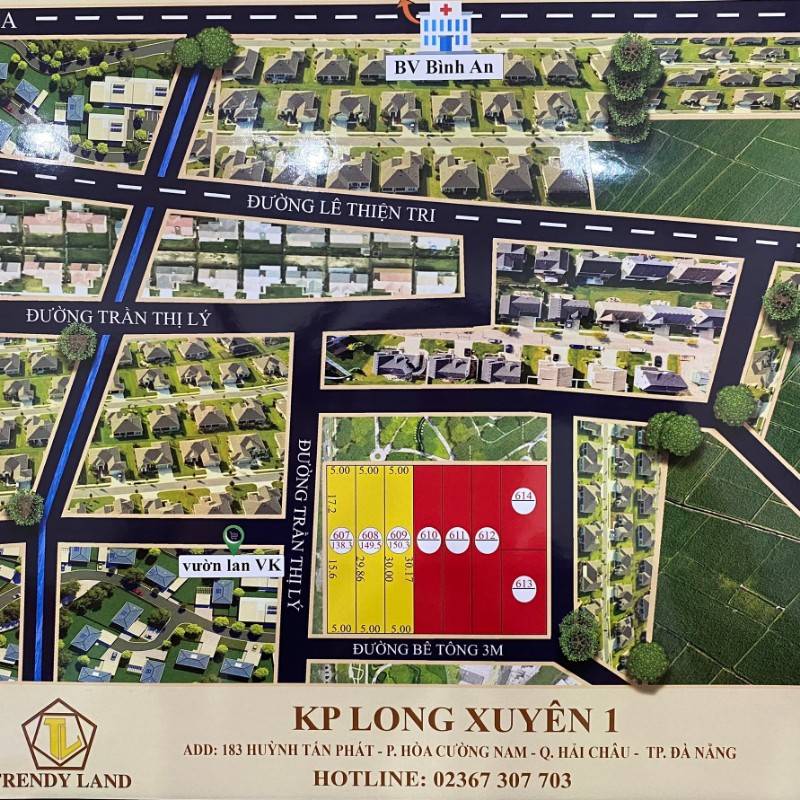 A
BV Bình An
ĐƯỜNG LÊ THIỆN TRI
ĐƯỜNG TRẦN THỊ LÝ
ĐƯỜNG TRẦN THỊ LÝ
5.00 5.00 5.00
17.2
614
607 608 609 610 611 612
138.3 149.5 150.3
15.6 29.86 30.00 30.17
613
vườn lan VK
5.00 5.00 5.00
ĐƯỜNG BÊ TÔNG 3M
KP LONG XUYÊN 1
ADD: 183 HUỲNH TẤN PHÁT - P. HÒA CƯỜNG NAM - Q. HẢI CHÂU - TP. ĐÀ NẴNG
TRENDY LAND
HOTLINE: 02367 307 703